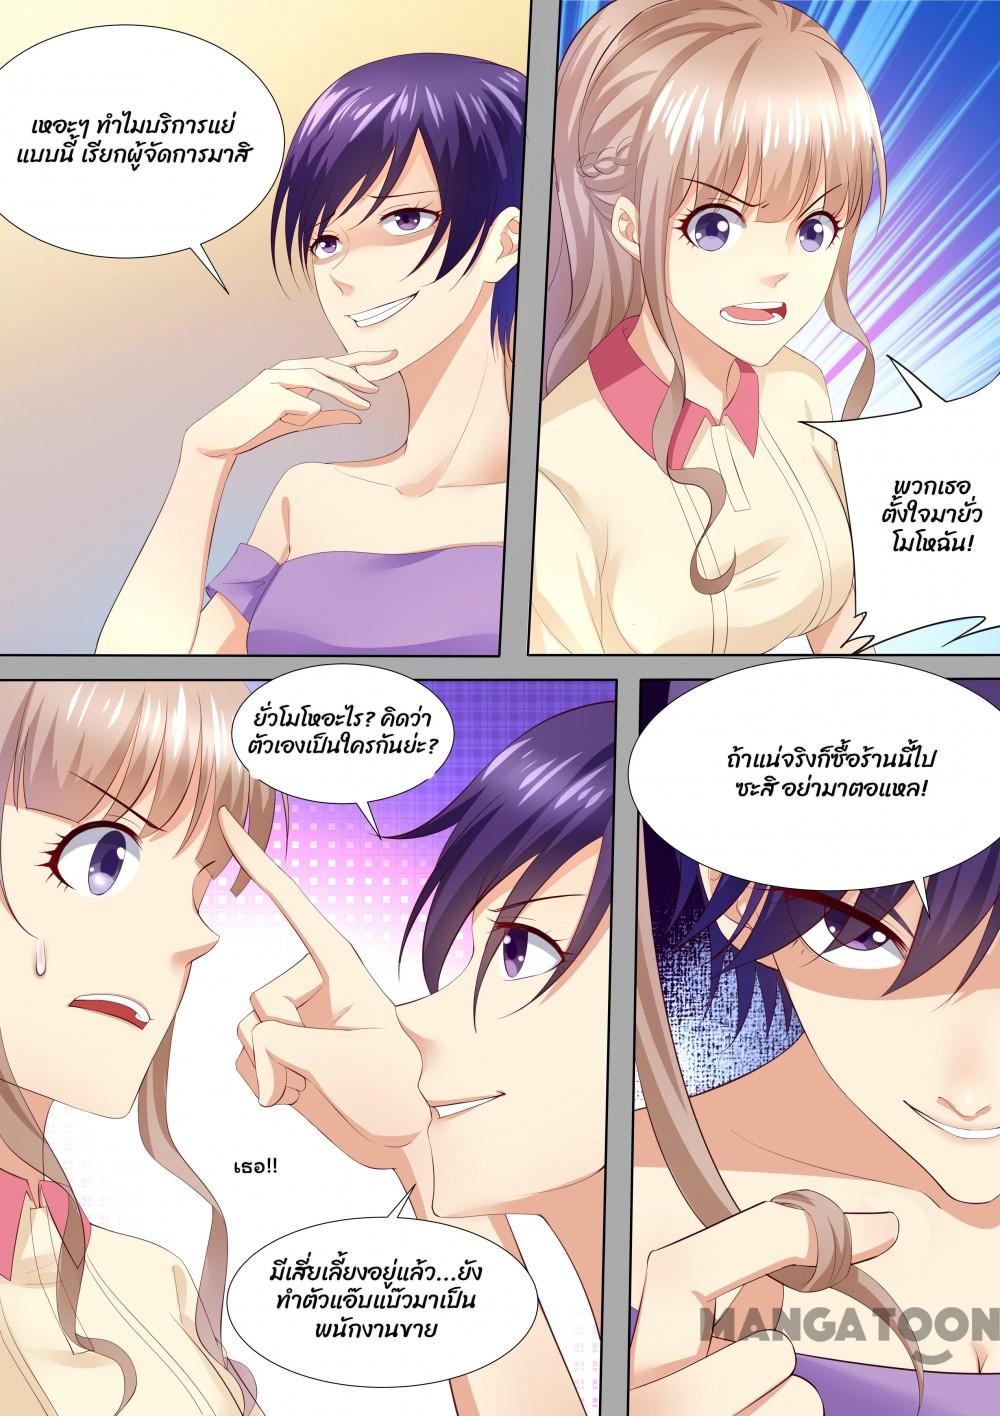 เหอะๆ ทำไมบริการแย่
แบบนี้ เรียกผู้จัดการมาสิ
พวกเธอ
ตั้งใจมายั่ว
โมโหฉัน!
ยั่วโมโหอะไร? คิดว่า
ตัวเองเป็นใครกันย่ะ?
เธอ!!
มีเสี่ยเลี้ยงอยู่แล้ว...ยัง
ทำตัวแอ๊บแบ๊วมาเป็น
พนักงานขาย
ถ้าแน่จริงก็ซื้อร้านนี้ไป
ซะสิ อย่ามาตอแหล!
MANGATOON